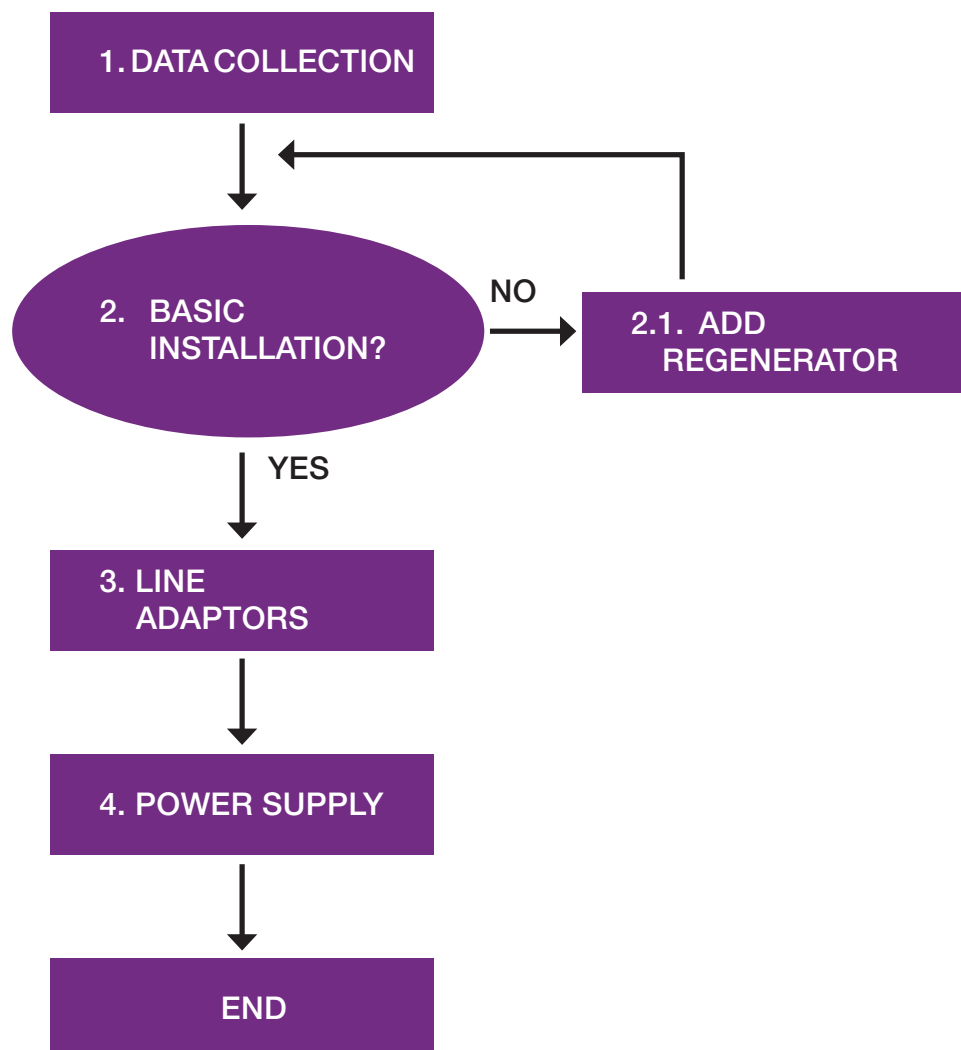 1. DATA COLLECTION
2. BASIC
INSTALLATION?
NO
2.1. ADD
REGENERATOR
YES
3. LINE
ADAPTORS
4. POWER SUPPLY
END